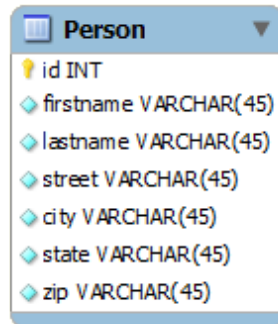 Person
id INT
firstname VARCHAR(45)
lastname VARCHAR(45)
street VARCHAR(45)
city VARCHAR(45)
state VARCHAR(45)
zip VARCHAR(45)